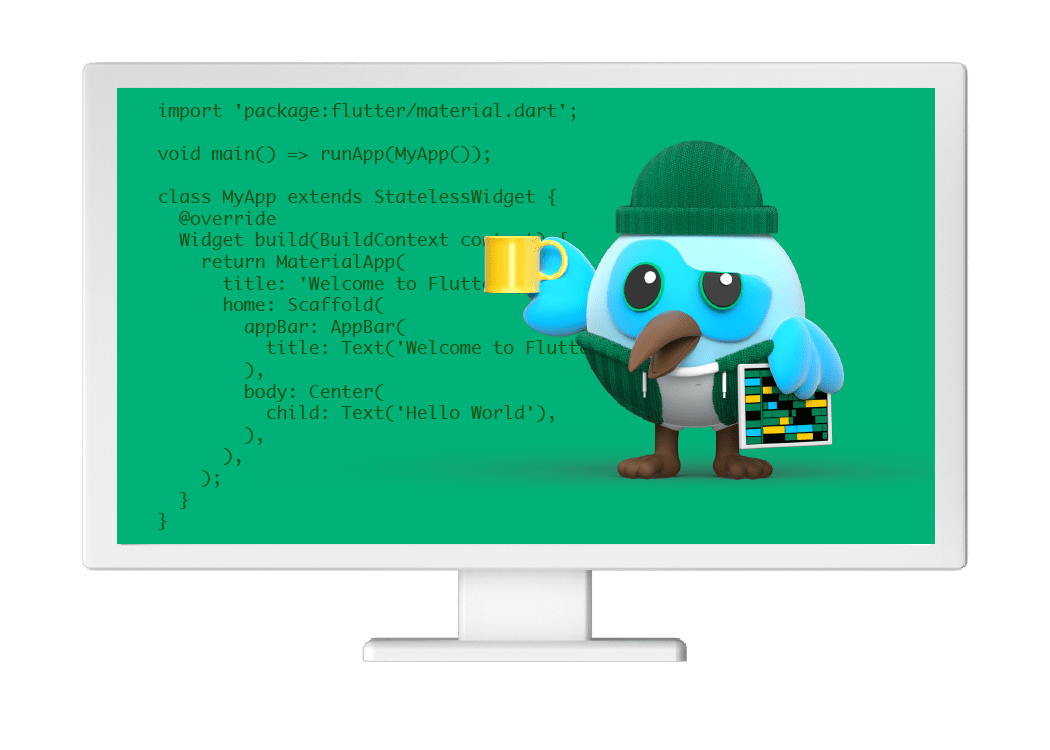 import 'package:flutter/material.dart';
void main() => runApp(MyApp());
class MyApp extends StatelessWidget {
@override
Widget build(BuildContext {
return MaterialApp(
title: 'Welcome to
home: Scaffold(
appBar: AppBar(
title: Text('Welcome to
),
body: Center(
child: Text('Hello World'),
),
),
);
}
}